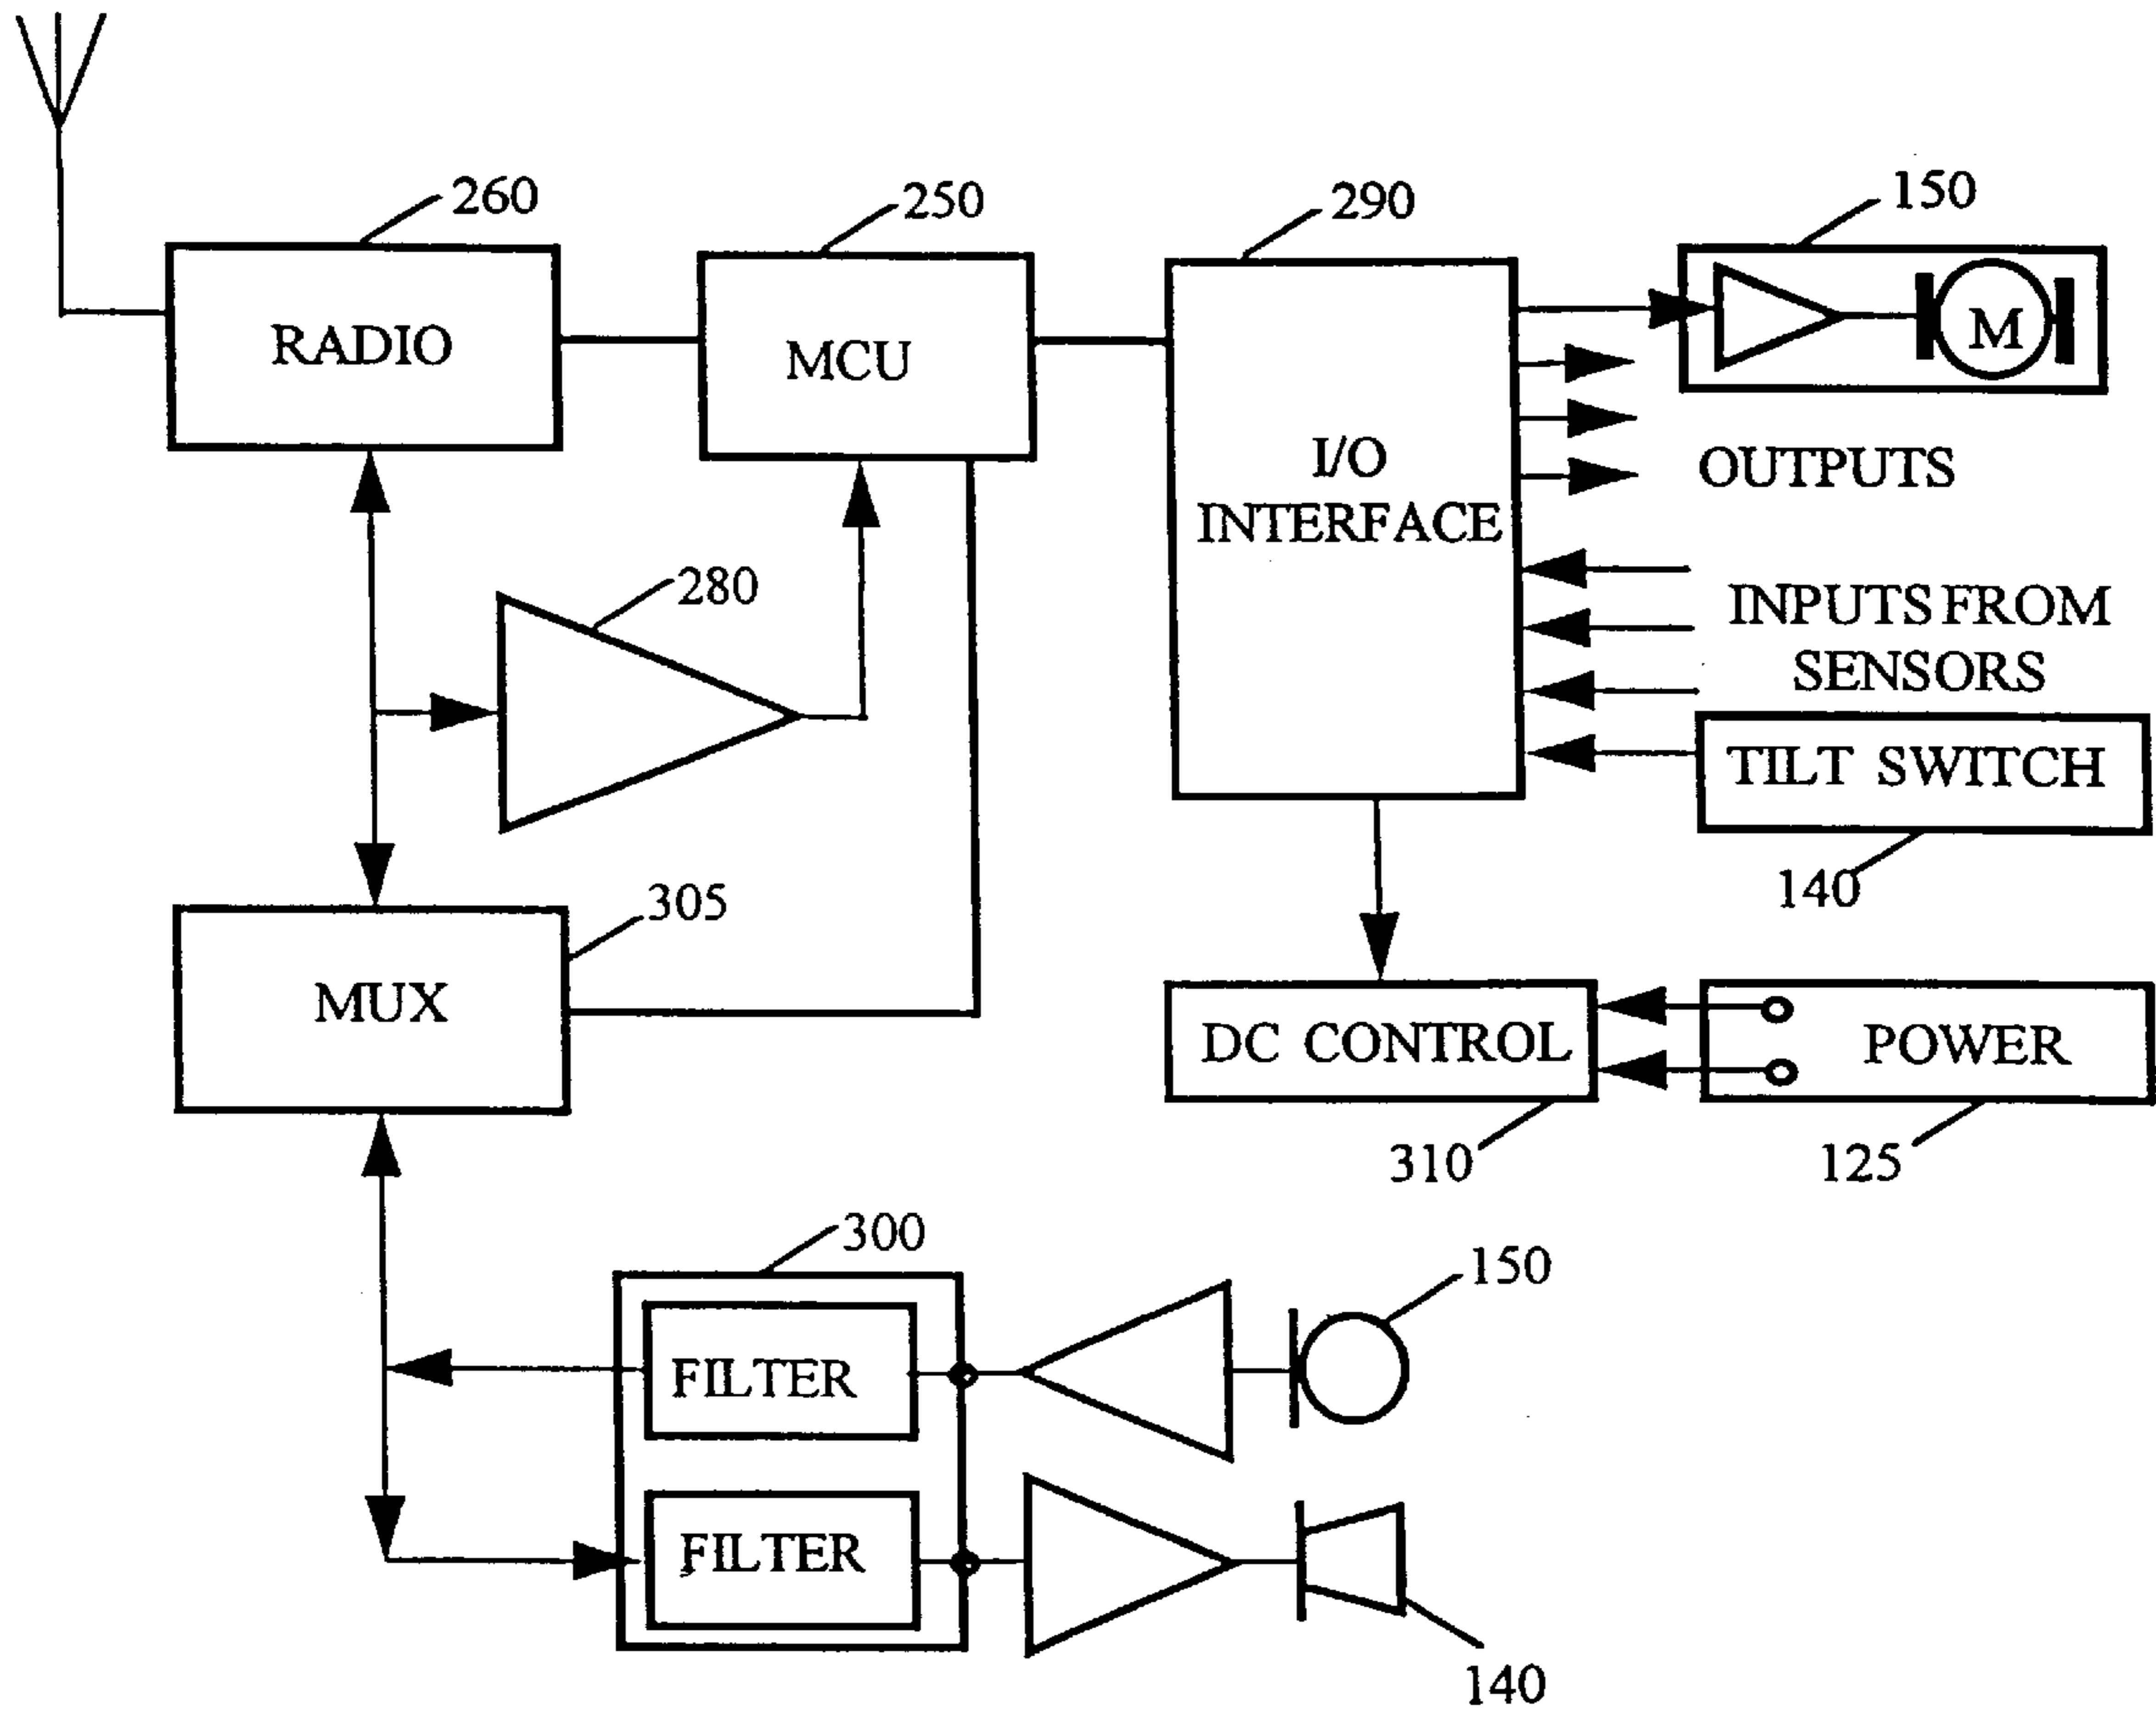 260
250
290
150
RADIO
MCU
I/O
INTERFACE
M
OUTPUTS
280
INPUTS FROM
SENSORS
TILT SWITCH
140
305
MUX
DC CONTROL
POWER
310
125
300
150
FILTER
FILTER
140